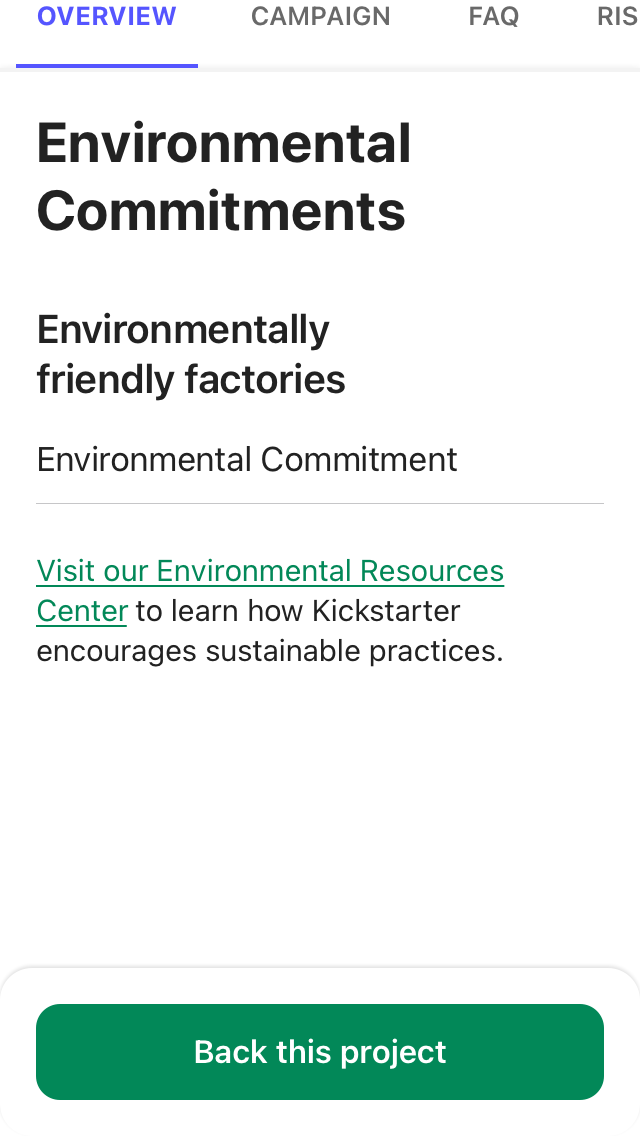 OVERVIEW CAMPAIGN FAQ RIS
Environmental
Commitments
Environmentally
friendly factories
Environmental Commitment
Visit our Environmental Resources
Center to learn how Kickstarter
encourages sustainable practices.
Back this project